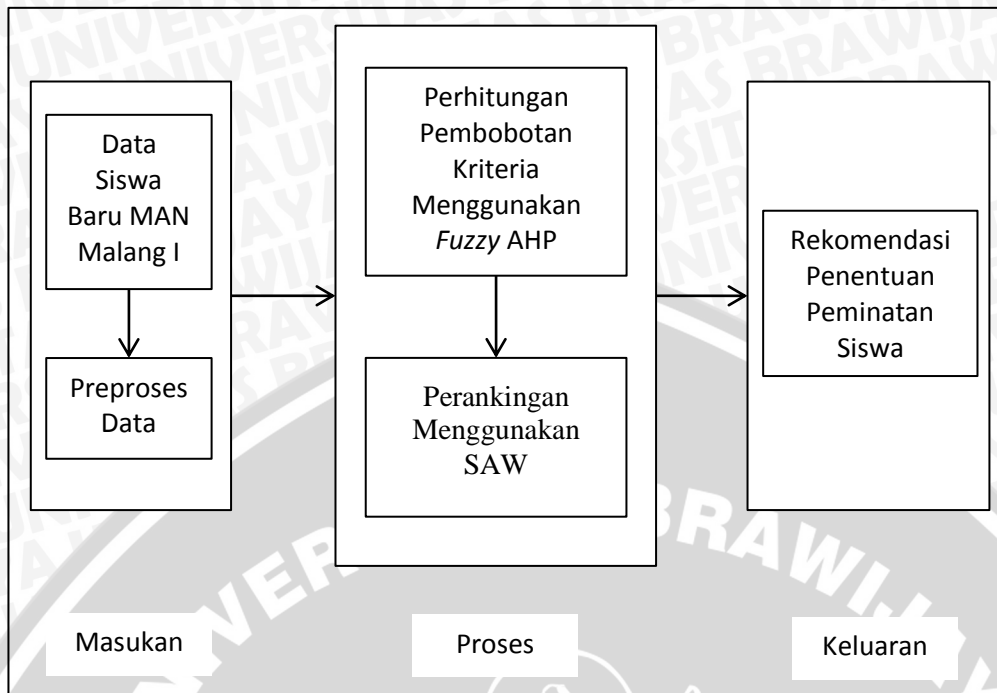 Data
Siswa
Baru MAN
Malang I
Preproses
Data
Masukan
Perhitungan
Pembobotan
Kriteria
Menggunakan
Fuzzy AHP
Perankingan
Menggunakan
SAW
Proses
Rekomendasi
Penentuan
Peminatan
Siswa
Keluaran